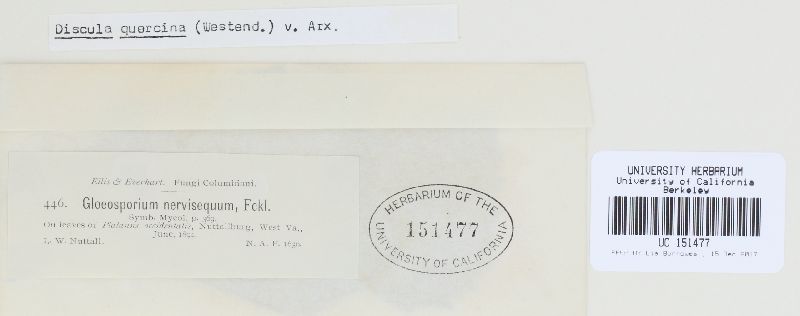 Discula quercina (Westend.) v. Arx.
Ellis & Everhart. Fungi Columbiani.
446. Gloeosporium nervisequum, Fckl.
Symb. Mycol. p. 369.
On leaves of Platanus occidentalis, Nuttallburg, West Va.,
June,
L. W. Nuttall. N. A. F. 1630.
HERBARIUM OF THE
151477
UNIVERSITY OF CALIFORNIA
UNIVERSITY HERBARIUM
University of California
Berkeley
UC 151477